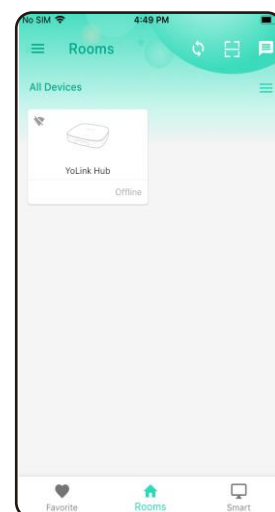 No SIM 4:49 PM
Rooms
All Devices
YoLink Hub
Offline
Favorite Rooms Smart